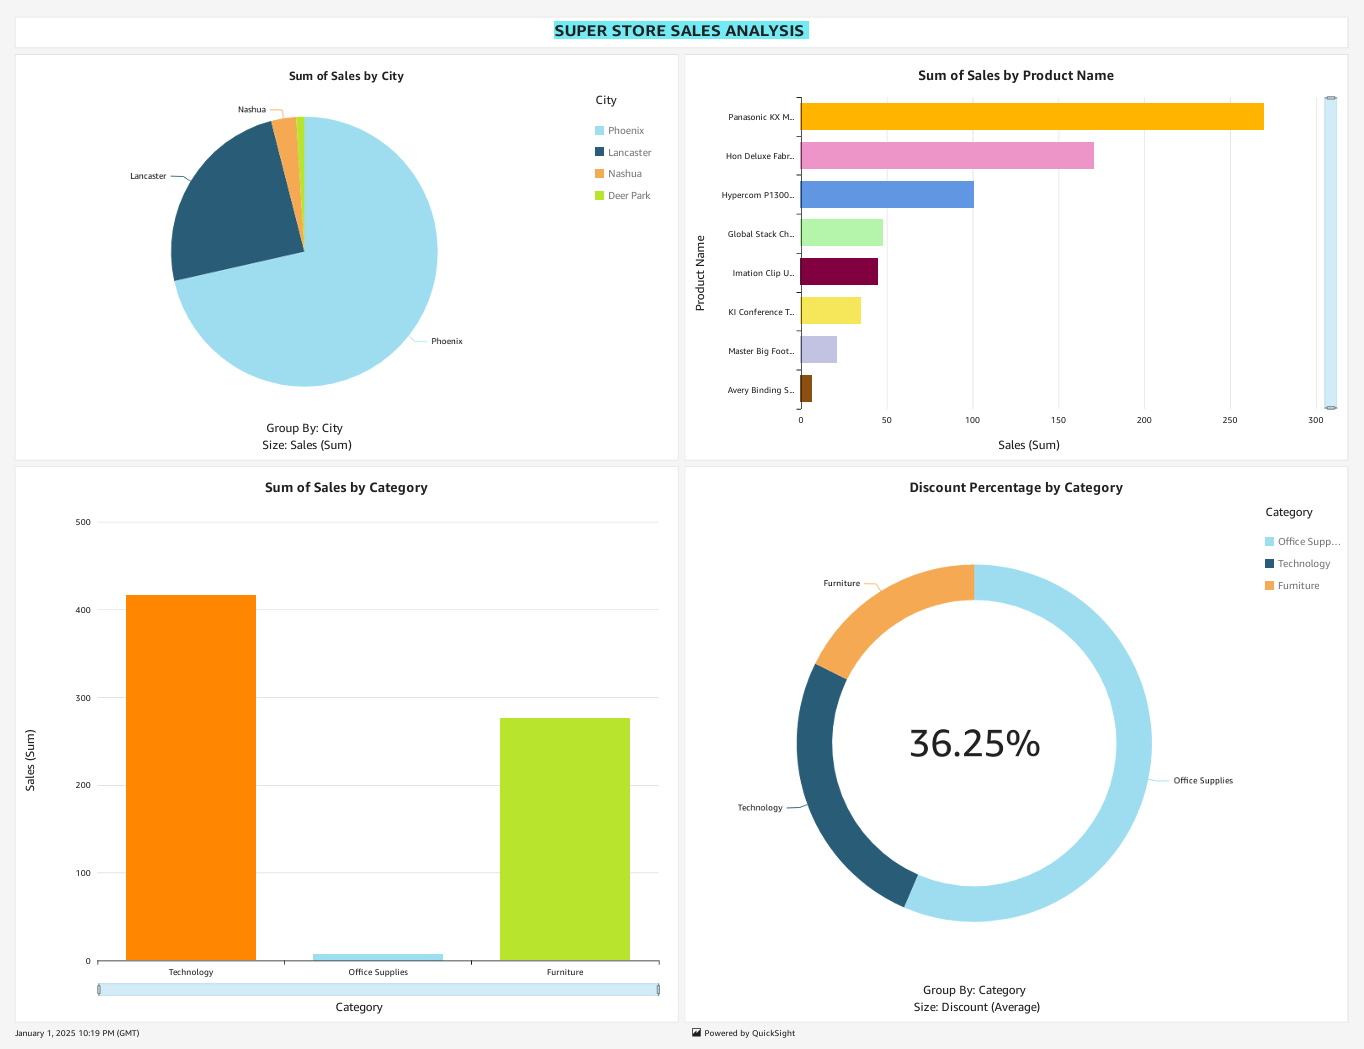 SUPER STORE SALES ANALYSIS
Sum of Sales by City
City
Phoenix
Lancaster
Nashua
Deer Park
Nashua
Lancaster
Phoenix
Group By: City
Size: Sales (Sum)
Sum of Sales by Product Name
Product Name
Panasonic KX M...
Hon Deluxe Fabr...
Hypercom P1300...
Global Stack Ch...
Imation Clip U...
KI Conference T...
Master Big Foot...
Avery Binding S...
0 50 100 150 200 250 300
Sales (Sum)
Sum of Sales by Category
Sales (Sum)
500
400
300
200
100
0
Technology Office Supplies Furniture
Category
Discount Percentage by Category
Category
Office Supp...
Technology
Furniture
Furniture
36.25%
Office Supplies
Technology
Group By: Category
Size: Discount (Average)
January 1, 2025 10:19 PM (GMT)
Powered by QuickSight